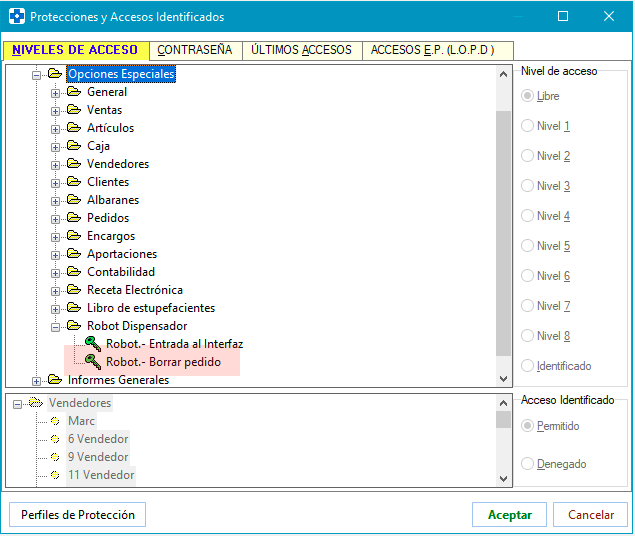 Protecciones y Accesos Identificados
NIVELES DE ACCESO
CONTRASEÑA
ÚLTIMOS ACCESOS
ACCESOS E.P. (L.O.P.D )
Opciones Especiales
General
Ventas
Artículos
Caja
Vendedores
Clientes
Albaranes
Pedidos
Encargos
Aportaciones
Contabilidad
Receta Electrónica
Libro de estupefacientes
Robot Dispensador
Robot.- Entrada al Interfaz
Robot.- Borrar pedido
Informes Generales
Nivel de acceso
Libre
Nivel 1
Nivel 2
Nivel 3
Nivel 4
Nivel 5
Nivel 6
Nivel 7
Nivel 8
Identificado
Vendedores
Marc
6 Vendedor
9 Vendedor
11 Vendedor
Acceso Identificado
Permitido
Denegado
Perfiles de Protección
Aceptar
Cancelar